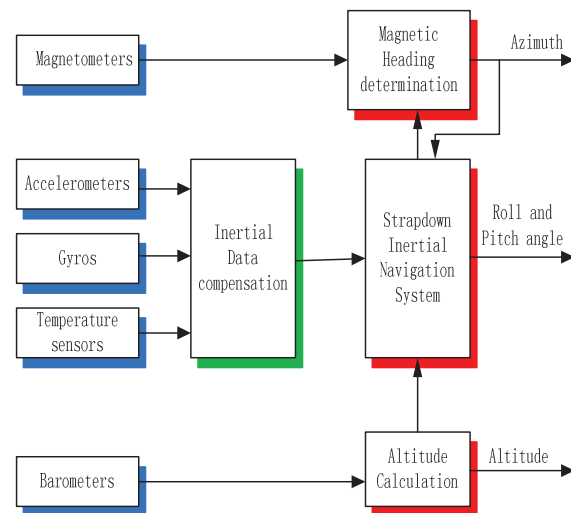 Magnetometers
Magnetic
Heading
determination
Azimuth
Accelerometers
Gyros
Temperature
sensors
Inertial
Data
compensation
Strapdown
Inertial
Navigation
System
Roll and
Pitch angle
Barometers
Altitude
Calculation
Altitude